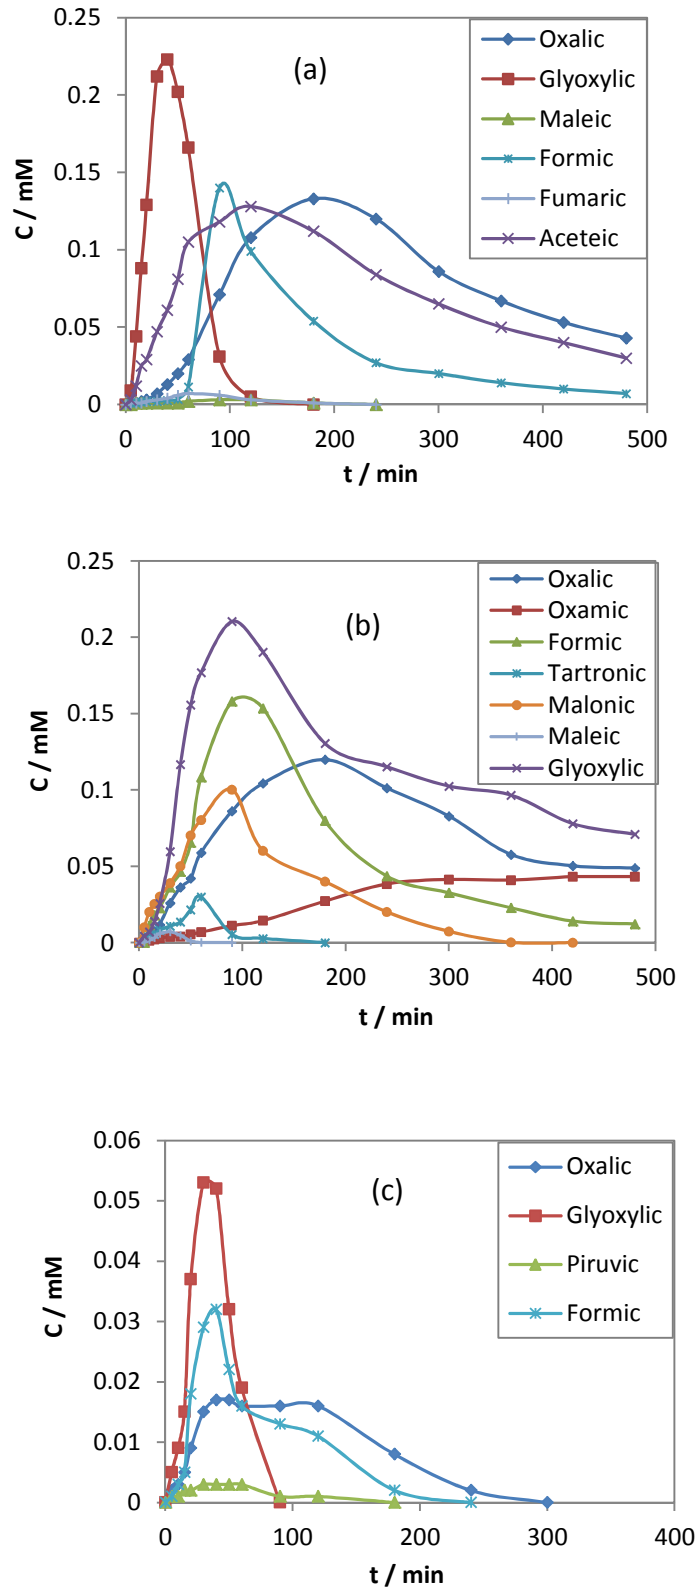 0.25
0.2
0.15
0.1
0.05
0
C / mM
(a)
Oxalic
Glyoxylic
Maleic
Formic
Fumaric
Aceteic
0 100 200 300 400 500
t / min
0.25
0.2
0.15
0.1
0.05
0
C / mM
(b)
Oxalic
Oxamic
Formic
Tartronic
Malonic
Maleic
Glyoxylic
0 100 200 300 400 500
t / min
0.06
0.05
0.04
0.03
0.02
0.01
0
C / mM
(c)
Oxalic
Glyoxylic
Piruvic
Formic
0 100 200 300 400
t / min